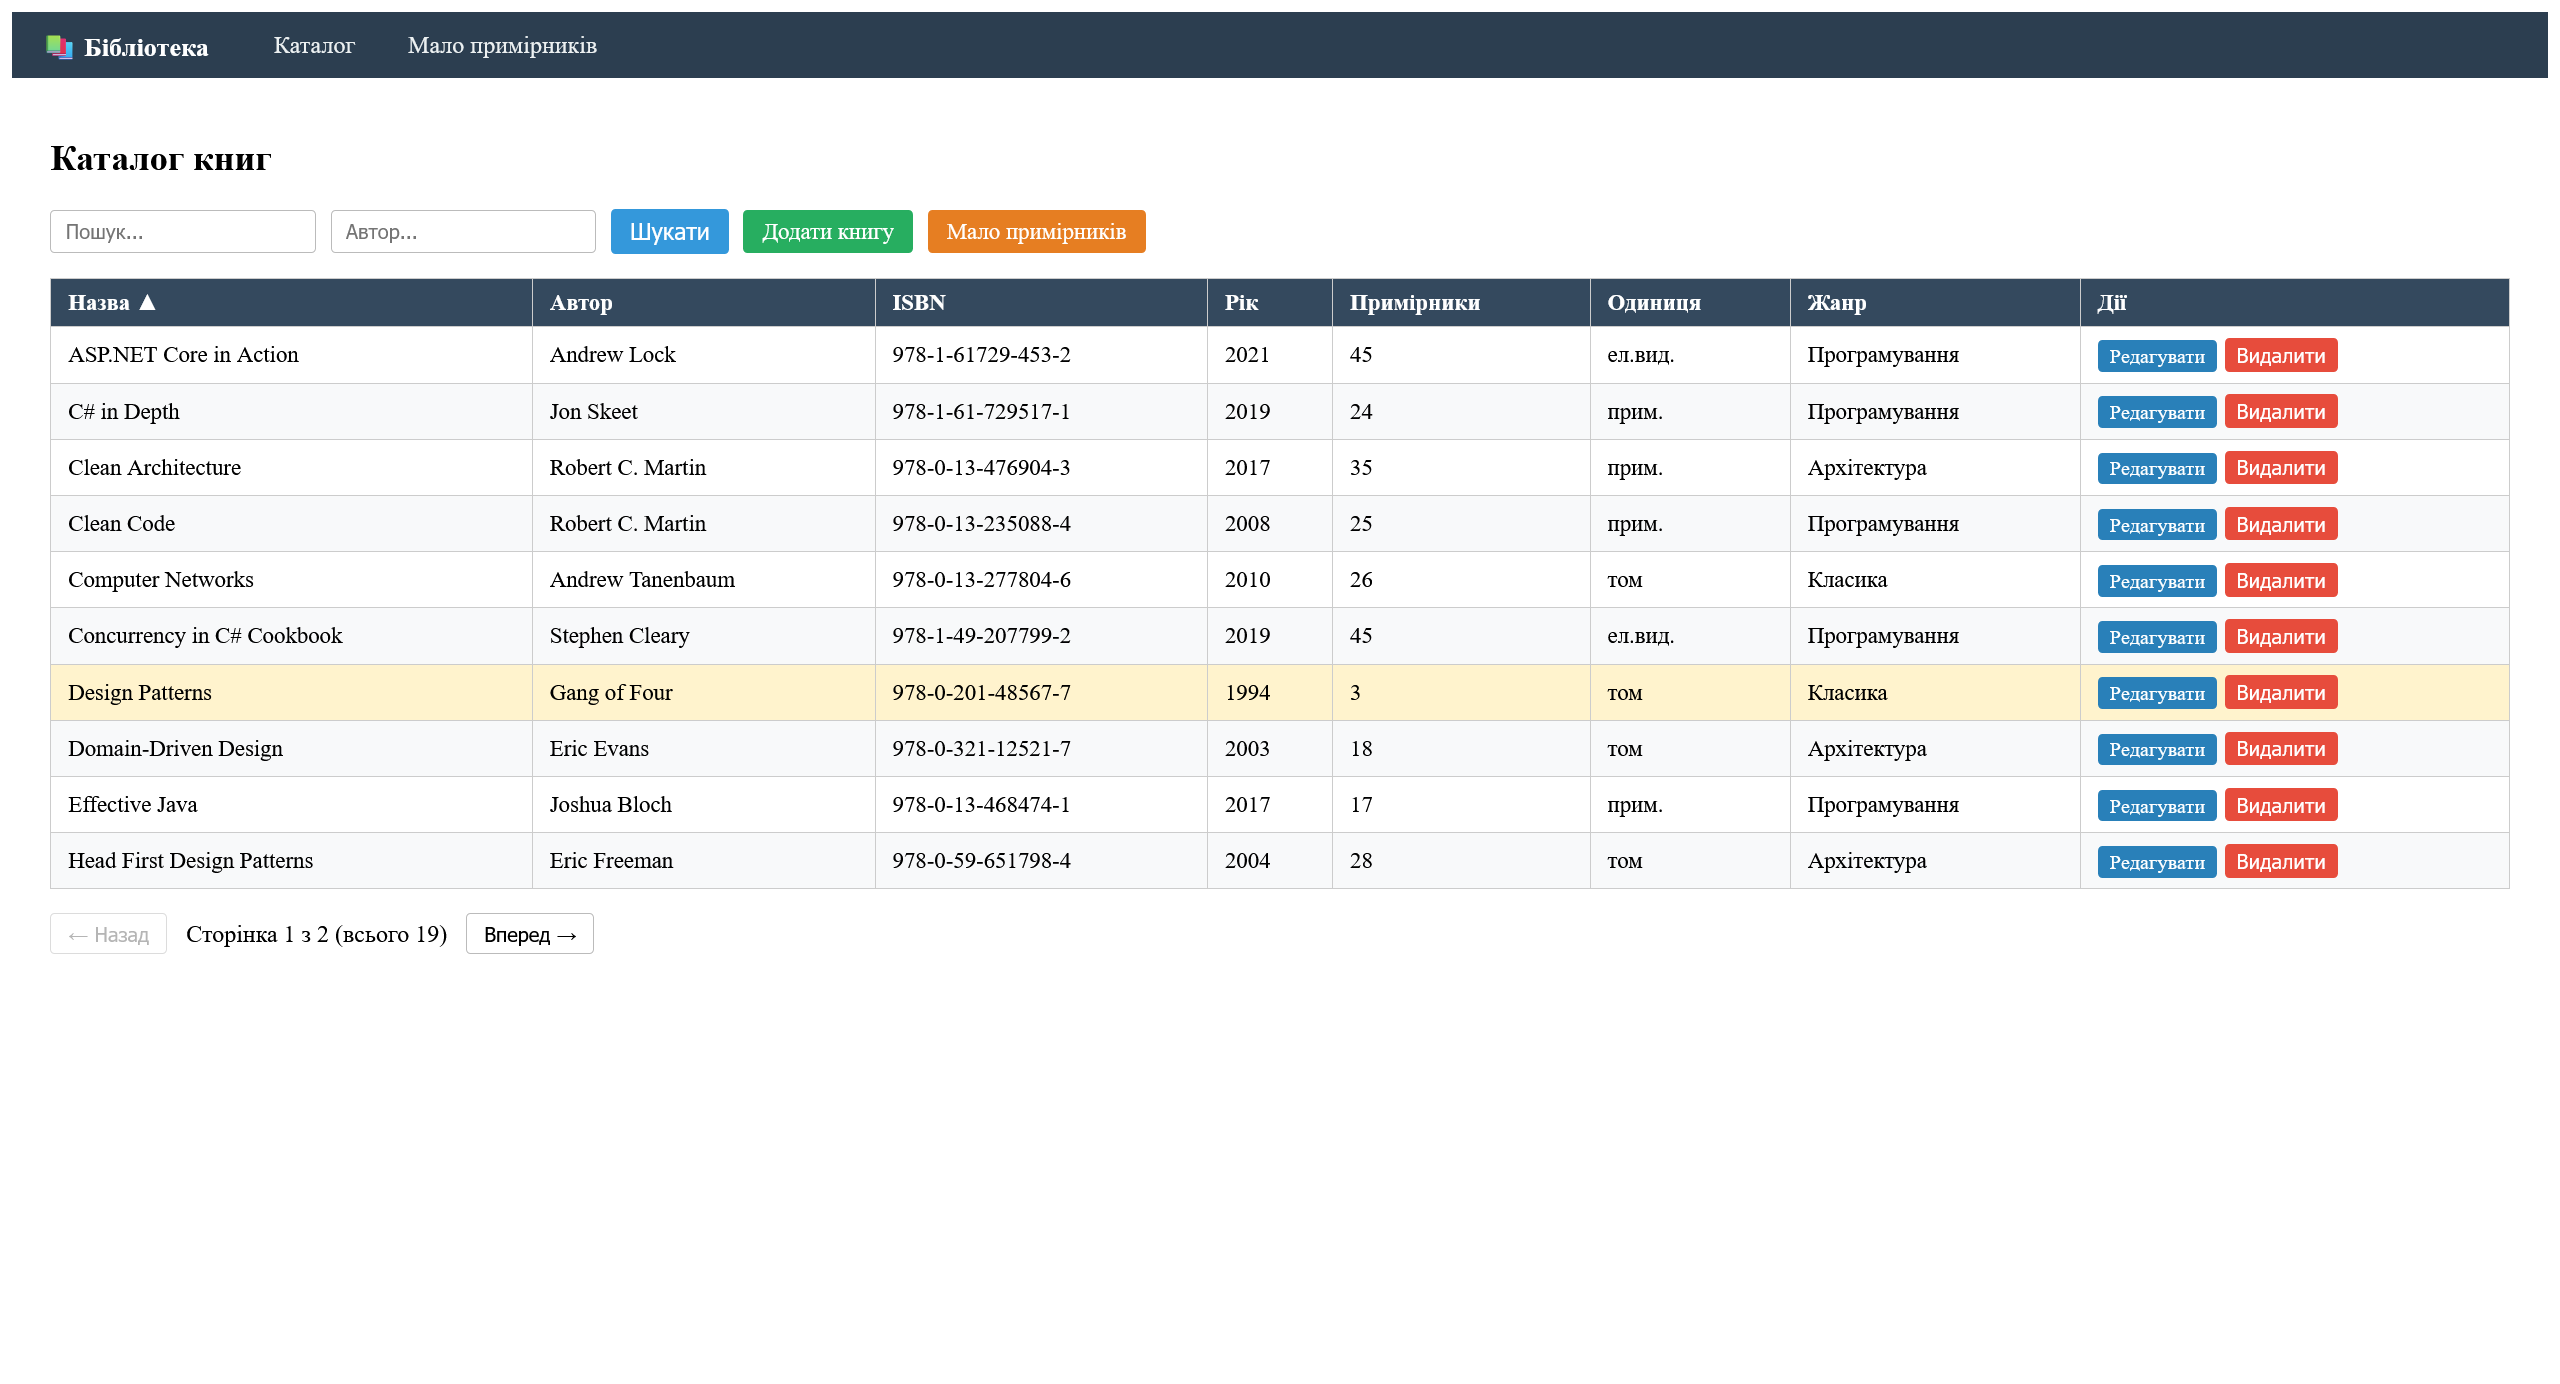 Бібліотека Каталог Мало примірників
Каталог книг
Пошук... Автор... Шукати Додати книгу Мало примірників
Назва ▲ Автор ISBN Рік Примірники Одиниця Жанр Дії
ASP.NET Core in Action Andrew Lock 978-1-61729-453-2 2021 45 ел.вид. Програмування Редагувати Видалити
C# in Depth Jon Skeet 978-1-61-729517-1 2019 24 прим. Програмування Редагувати Видалити
Clean Architecture Robert C. Martin 978-0-13-476904-3 2017 35 прим. Архітектура Редагувати Видалити
Clean Code Robert C. Martin 978-0-13-235088-4 2008 25 прим. Програмування Редагувати Видалити
Computer Networks Andrew Tanenbaum 978-0-13-277804-6 2010 26 том Класика Редагувати Видалити
Concurrency in C# Cookbook Stephen Cleary 978-1-49-207799-2 2019 45 ел.вид. Програмування Редагувати Видалити
Design Patterns Gang of Four 978-0-201-48567-7 1994 3 том Класика Редагувати Видалити
Domain-Driven Design Eric Evans 978-0-321-12521-7 2003 18 том Архітектура Редагувати Видалити
Effective Java Joshua Bloch 978-0-13-468474-1 2017 17 прим. Програмування Редагувати Видалити
Head First Design Patterns Eric Freeman 978-0-59-651798-4 2004 28 том Архітектура Редагувати Видалити
← Назад Сторінка 1 з 2 (всього 19) Вперед →